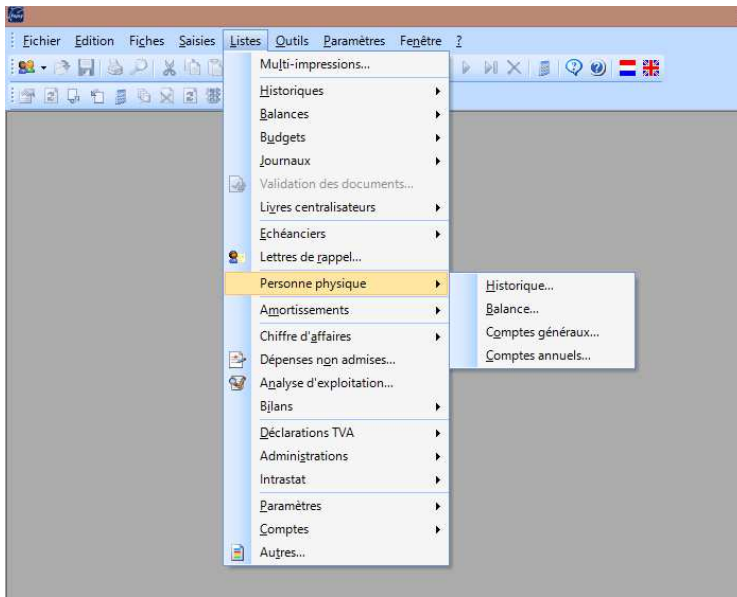 Fichier Edition Fiches Saisies Listes Outils Paramètres Fenêtre ?
Multi-impressions...
Historiques
Balances
Budgets
Journaux
Validation des documents...
Livres centralisateurs
Echéanciers
Lettres de rappel...
Personne physique
Historique...
Balance...
Comptes généraux...
Comptes annuels...
Amortissements
Chiffre d'affaires
Dépenses non admises...
Analyse d'exploitation...
Bilans
Déclarations TVA
Administrations
Intrastat
Paramètres
Comptes
Autres...